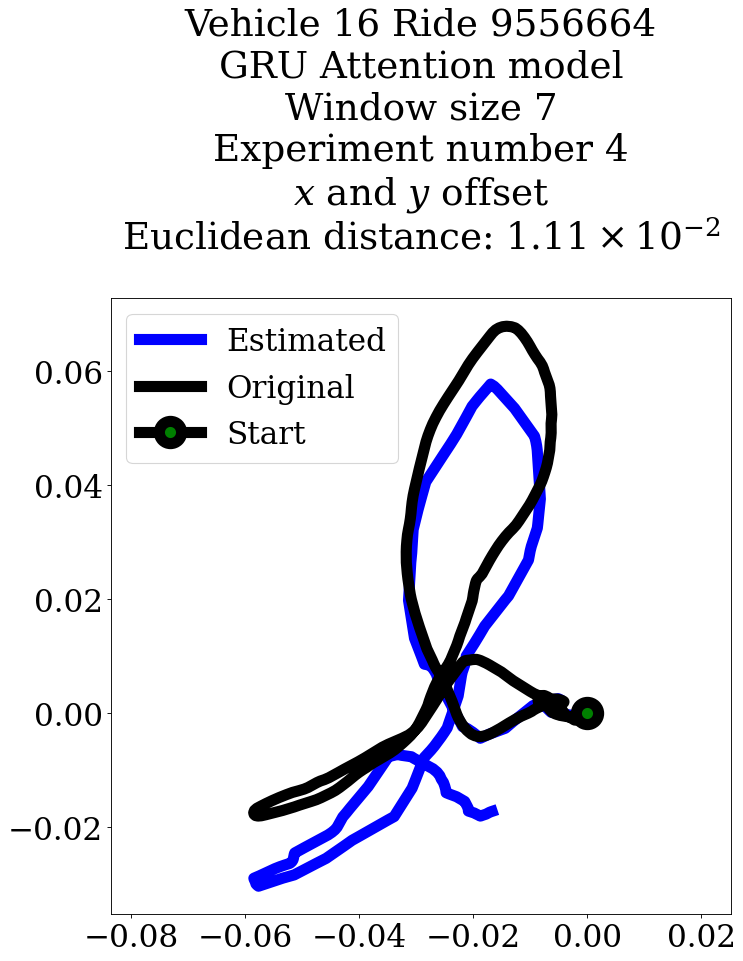 Vehicle 16 Ride 9556664
GRU Attention model
Window size 7
Experiment number 4
x and y offset
Euclidean distance: 1.11 × 10⁻²
Estimated
Original
Start
0.06
0.04
0.02
0.00
−0.02
−0.08
−0.06
−0.04
−0.02
0.00
0.02